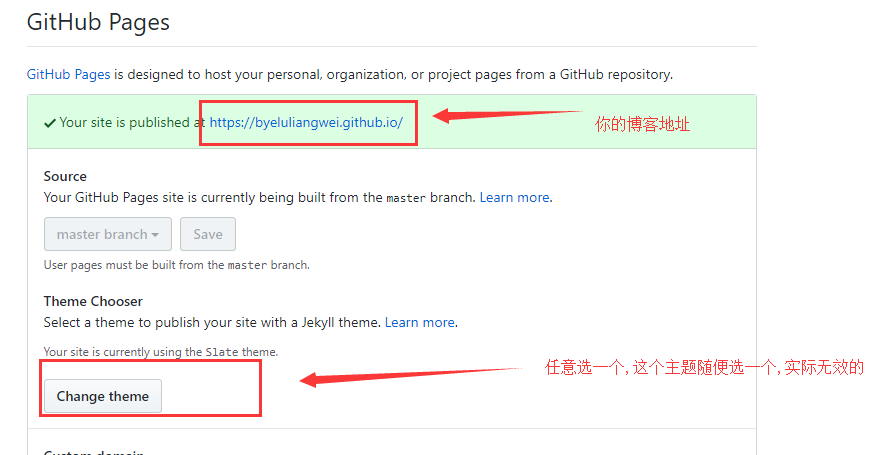 GitHub Pages
GitHub Pages is designed to host your personal, organization, or project pages from a GitHub repository.
Your site is published at https://byeluliangwei.github.io/
你的博客地址
Source
Your GitHub Pages site is currently being built from the master branch. Learn more.
master branch
Save
User pages must be built from the master branch.
Theme Chooser
Select a theme to publish your site with a Jekyll theme. Learn more.
Your site is currently using the Slate theme.
任意选一个,这个主题随便选一个,实际无效的
Change theme
Custom domain